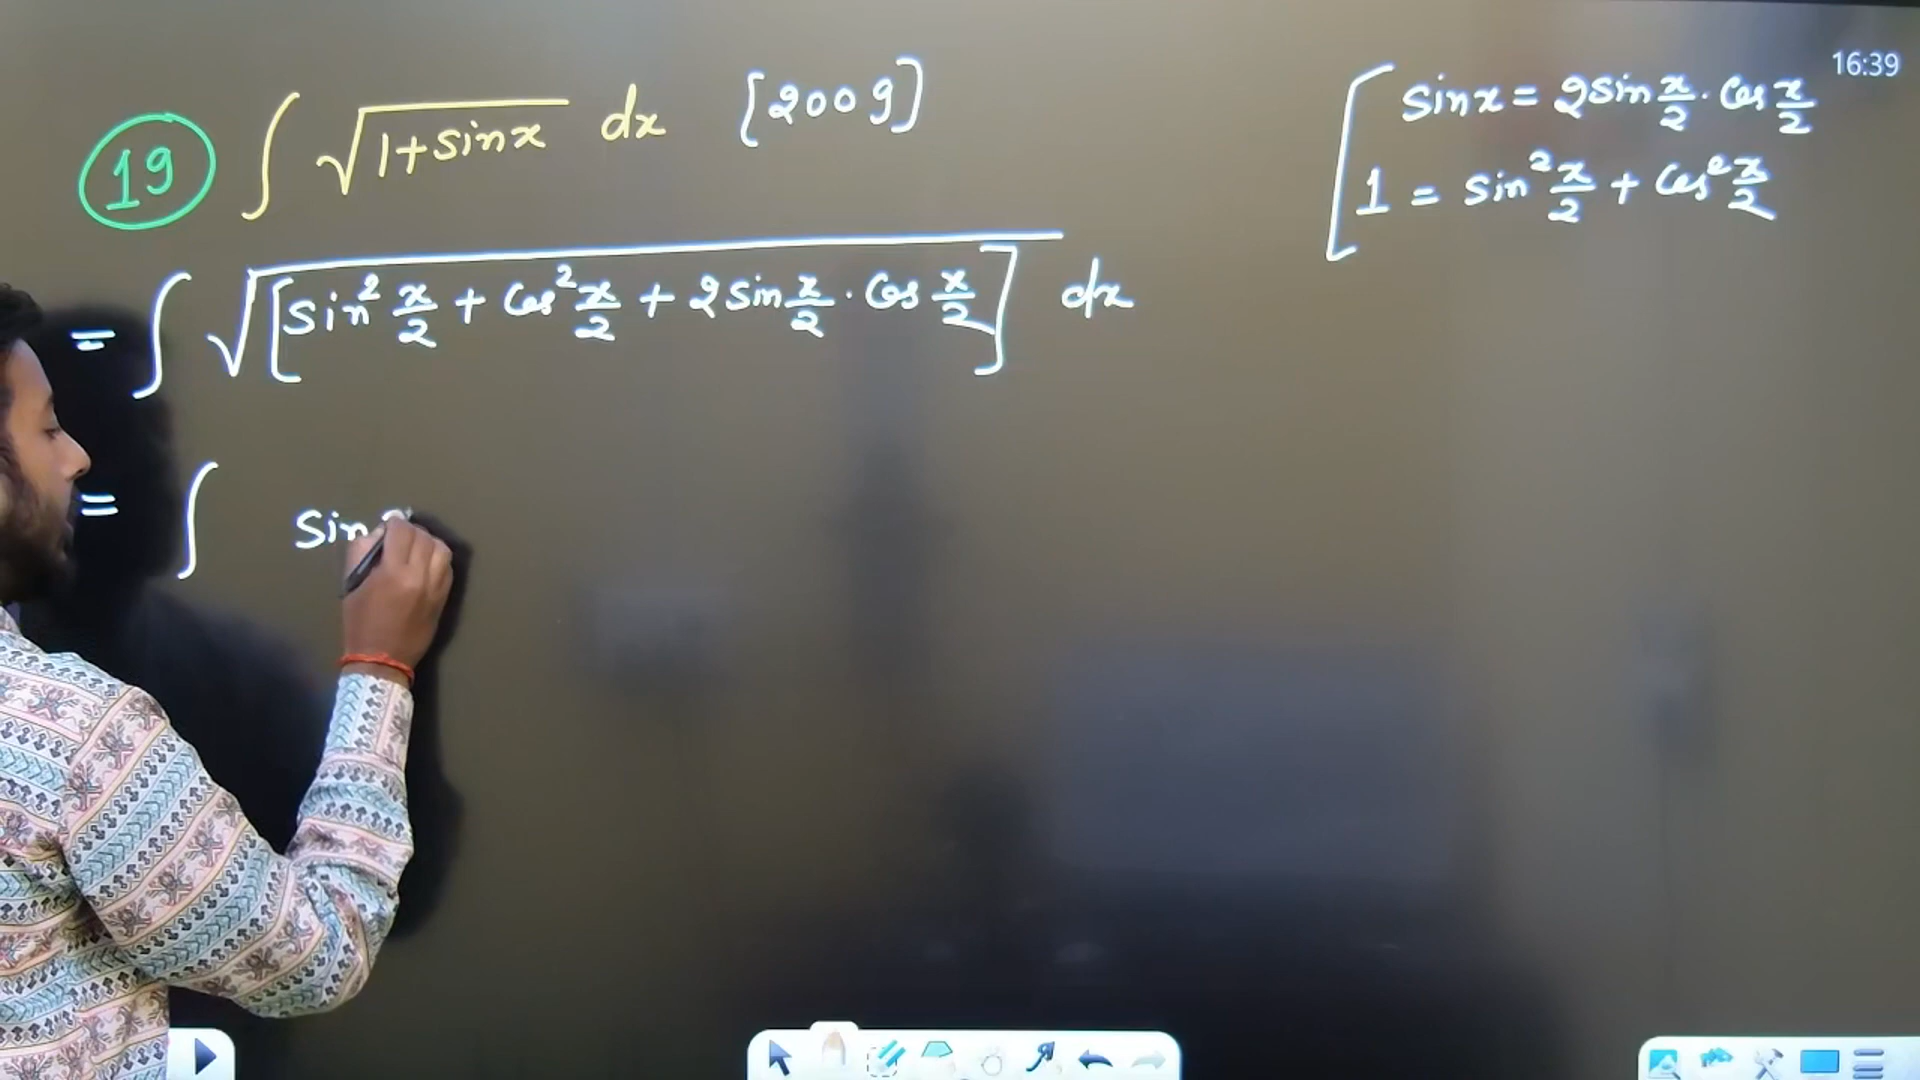 16:39
19 ∫ √(1+sinx) dx [2009]
sinx = 2sin x/2 · cos x/2
1 = sin² x/2 + cos² x/2
= ∫ √[sin² x/2 + cos² x/2 + 2sin x/2 · cos x/2] dx
= ∫ sin